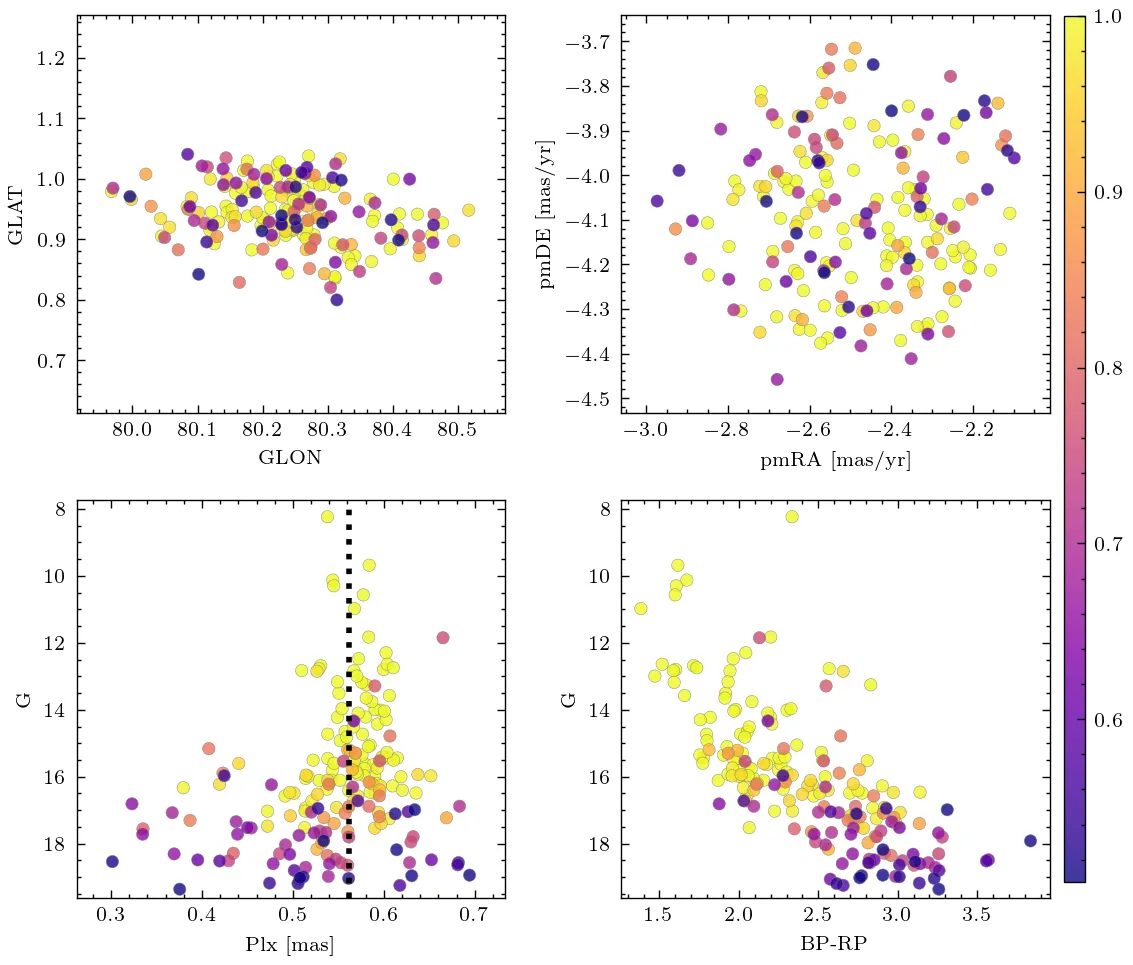 1.2
1.1
1.0
0.9
0.8
0.7
GLAT
80.0 80.1 80.2 80.3 80.4 80.5
GLON
−3.7
−3.8
−3.9
−4.0
−4.1
−4.2
−4.3
−4.4
−4.5
pmDE [mas/yr]
−3.0 −2.8 −2.6 −2.4 −2.2
pmRA [mas/yr]
1.0
0.9
0.8
0.7
0.6
8
10
12
14
16
18
G
0.3 0.4 0.5 0.6 0.7
Plx [mas]
8
10
12
14
16
18
G
1.5 2.0 2.5 3.0 3.5
BP-RP